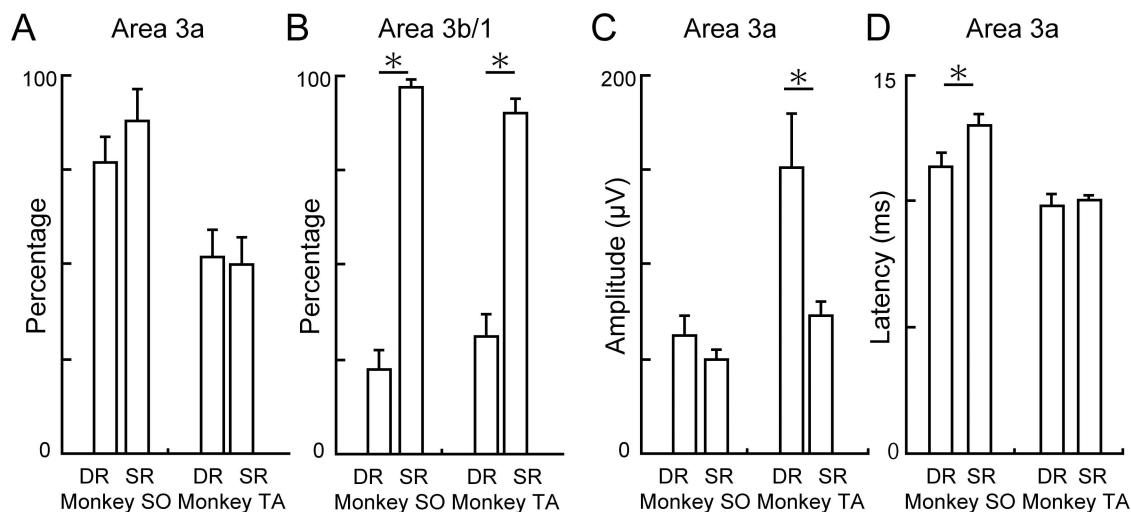 A Area 3a
100
Percentage
0
DR SR DR SR
Monkey SO Monkey TA
B Area 3b/1
*
*
100
Percentage
0
DR SR DR SR
Monkey SO Monkey TA
C Area 3a
*
200
Amplitude (µV)
0
DR SR DR SR
Monkey SO Monkey TA
D Area 3a
*
15
Latency (ms)
0
DR SR DR SR
Monkey SO Monkey TA